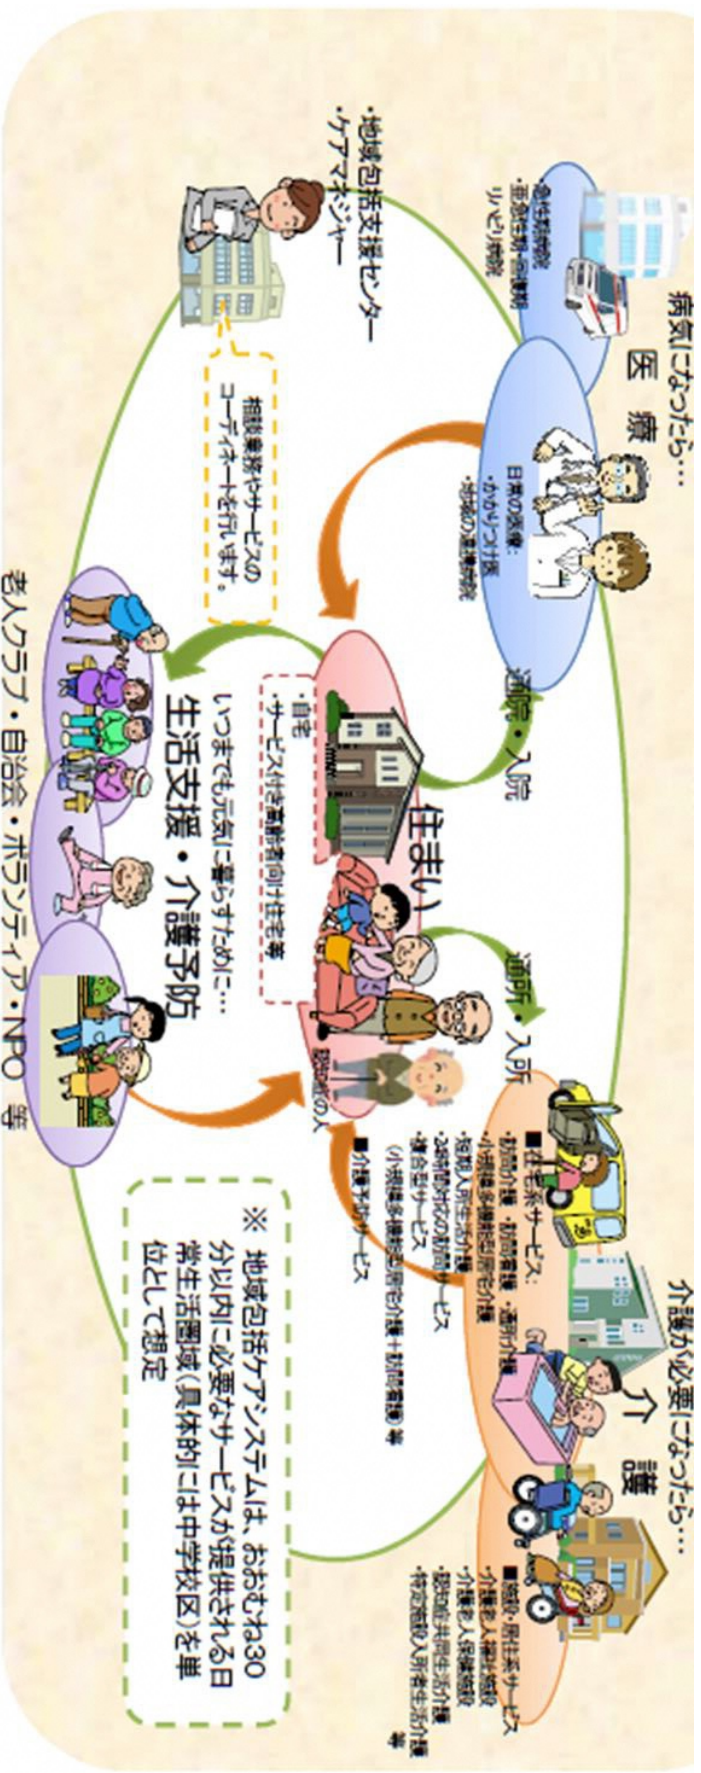 病気になったら…
医 療
・急性期病院
・亜急性期・回復期
リハビリ病院
日常の医療:
・かかりつけ医
・地域の連携病院
通院・入院
・地域包括支援センター
・ケアマネジャー
相談業務やサービスの
コーディネートを行います。
住まい
・自宅
・サービス付き高齢者向け住宅等
認知症の人
通所・入所
介護が必要になったら…
介 護
■在宅系サービス:
・訪問介護 ・訪問看護 ・通所介護
・小規模多機能型居宅介護
・短期入所生活介護
・24時間対応の訪問サービス
・複合型サービス
(小規模多機能型居宅介護+訪問看護)等
■介護予防サービス
■施設・居住系サービス
・介護老人福祉施設
・介護老人保健施設
・認知症共同生活介護
・特定施設入所者生活介護
等
いつまでも元気に暮らすために…
生活支援・介護予防
老人クラブ・自治会・ボランティア・NPO 等
※ 地域包括ケアシステムは、おおむね30
分以内に必要なサービスが提供される日
常生活圏域(具体的には中学校区)を単
位として想定